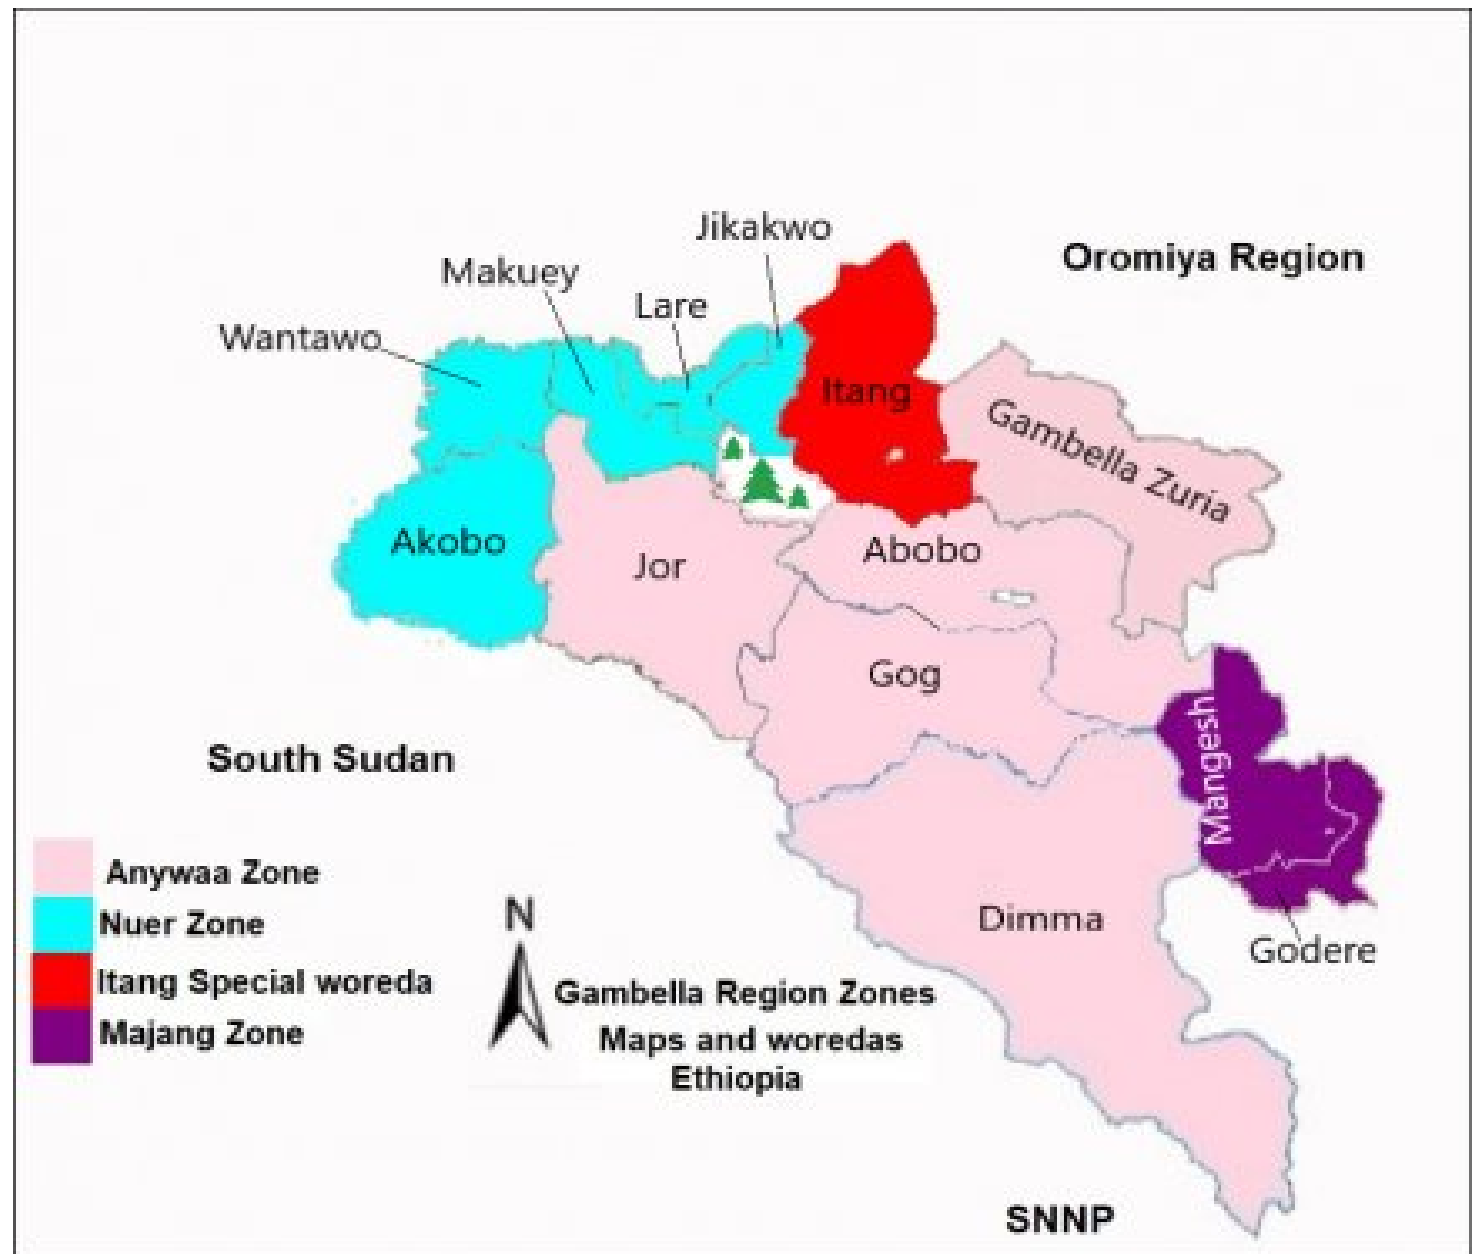 Jikakwo
Oromiya Region
Makuey
Lare
Wantawo
Itang
Gambella Zuria
Akobo
Jor
Abobo
Gog
Mangesh
South Sudan
Anywaa Zone
Nuer Zone
Itang Special woreda
Majang Zone
N
Gambella Region Zones
Maps and woredas
Ethiopia
Dimma
Godere
SNNP